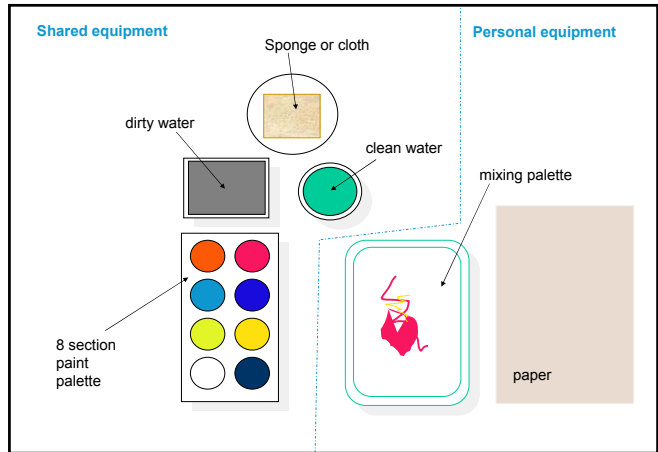 Shared equipment
Personal equipment
Sponge or cloth
dirty water
clean water
mixing palette
8 section
paint
palette
paper